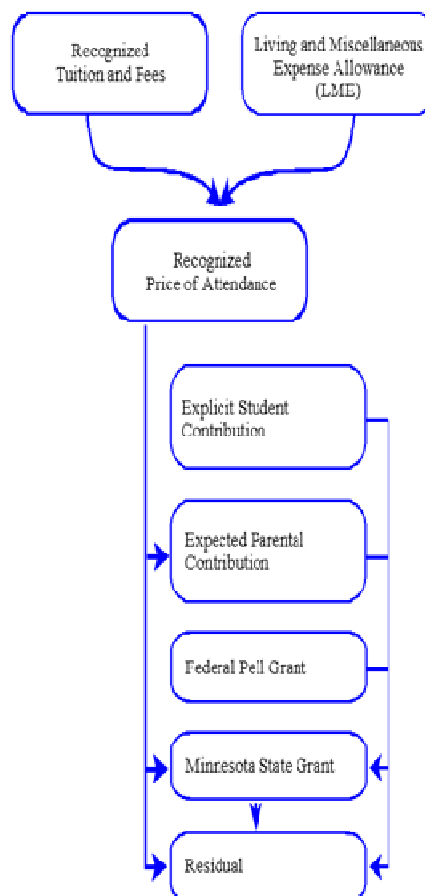 Recognized
Tuition and Fees
Living and Miscellaneous
Expense Allowance
(LME)
Recognized
Price of Attendance
Explicit Student
Contribution
Expected Parental
Contribution
Federal Pell Grant
Minnesota State Grant
Residual